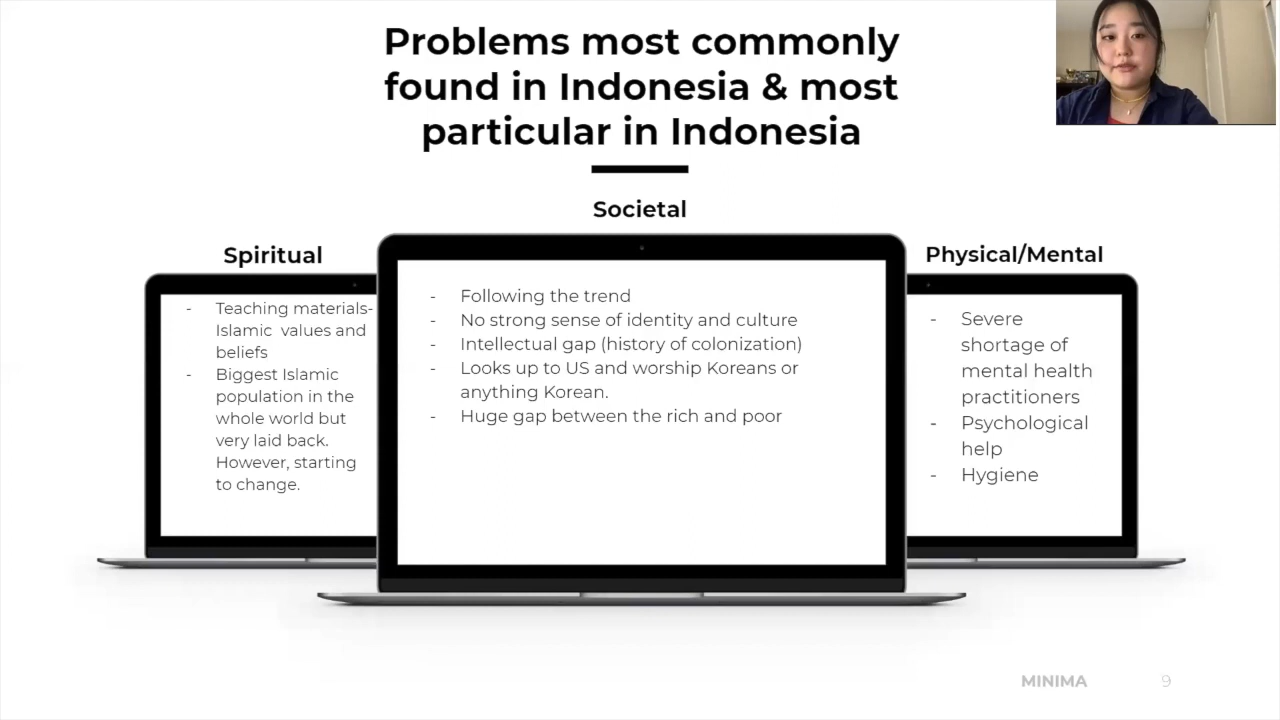 Problems most commonly
found in Indonesia & most
particular in Indonesia
Societal
Spiritual
Physical/Mental
- Teaching materials-
Islamic values and
beliefs
- Biggest Islamic
population in the
whole world but
very laid back.
However, starting
to change.
- Following the trend
- No strong sense of identity and culture
- Intellectual gap (history of colonization)
- Looks up to US and worship Koreans or
anything Korean.
- Huge gap between the rich and poor
- Severe
shortage of
mental health
practitioners
- Psychological
help
- Hygiene
MINIMA
9